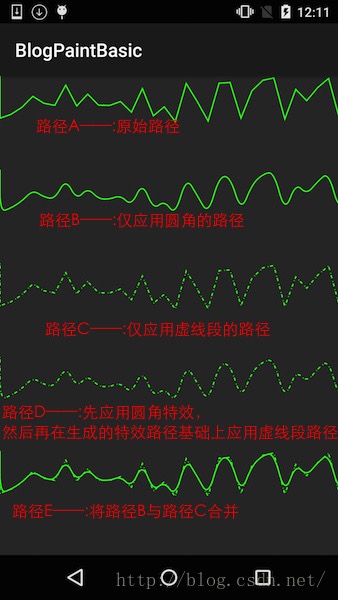 12:11
BlogPaintBasic
路径A——:原始路径
路径B——:仅应用圆角的路径
路径C——:仅应用虚线段的路径
路径D——:先应用圆角特效,
然后再在生成的特效路径基础上应用虚线段路径
路径E——:将路径B与路径C合并
http://blog.csdn.net/